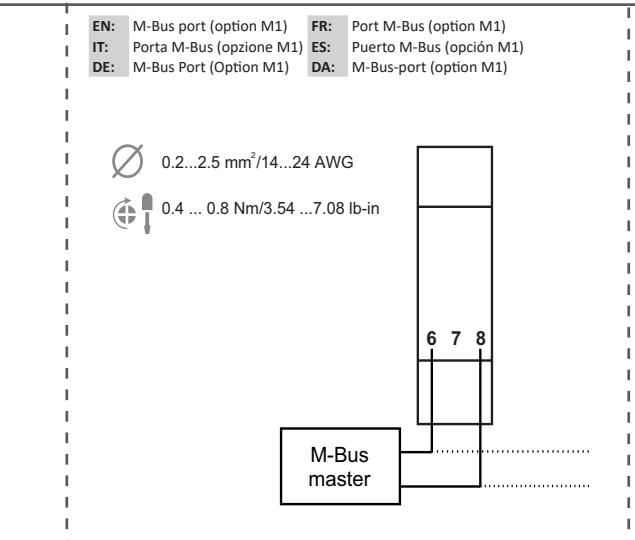 EN: M-Bus port (option M1) FR: Port M-Bus (option M1)
IT: Porta M-Bus (opzione M1) ES: Puerto M-Bus (opción M1)
DE: M-Bus Port (Option M1) DA: M-Bus-port (option M1)
0.2...2.5 mm²/14...24 AWG
0.4 ... 0.8 Nm/3.54 ...7.08 lb-in
6 7 8
M-Bus
master